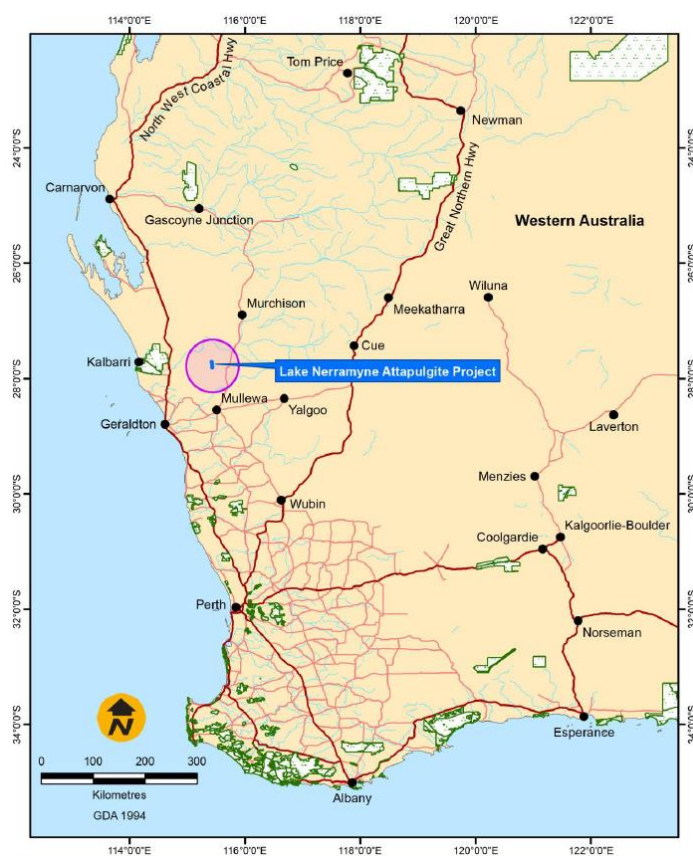 114°0'0"E
116°0'0"E
118°0'0"E
120°0'0"E
122°0'0"E
Tom Price
North West Coastal Hwy
Newman
24°0'0"S
24°0'0"S
Great Northern Hwy
Carnarvon
Gascoyne Junction
Western Australia
26°0'0"S
26°0'0"S
Wiluna
Murchison
Meekatharra
Cue
Kalbarri
Lake Nerramyne Attapulgite Project
28°0'0"S
28°0'0"S
Mullewa
Yalgoo
Geraldton
Laverton
Menzies
30°0'0"S
30°0'0"S
Wubin
Kalgoorlie-Boulder
Coolgardie
Perth
32°0'0"S
32°0'0"S
Norseman
N
34°0'0"S
34°0'0"S
Esperance
0 100 200 300
Kilometres
Albany
GDA 1994
114°0'0"E
116°0'0"E
118°0'0"E
120°0'0"E
122°0'0"E